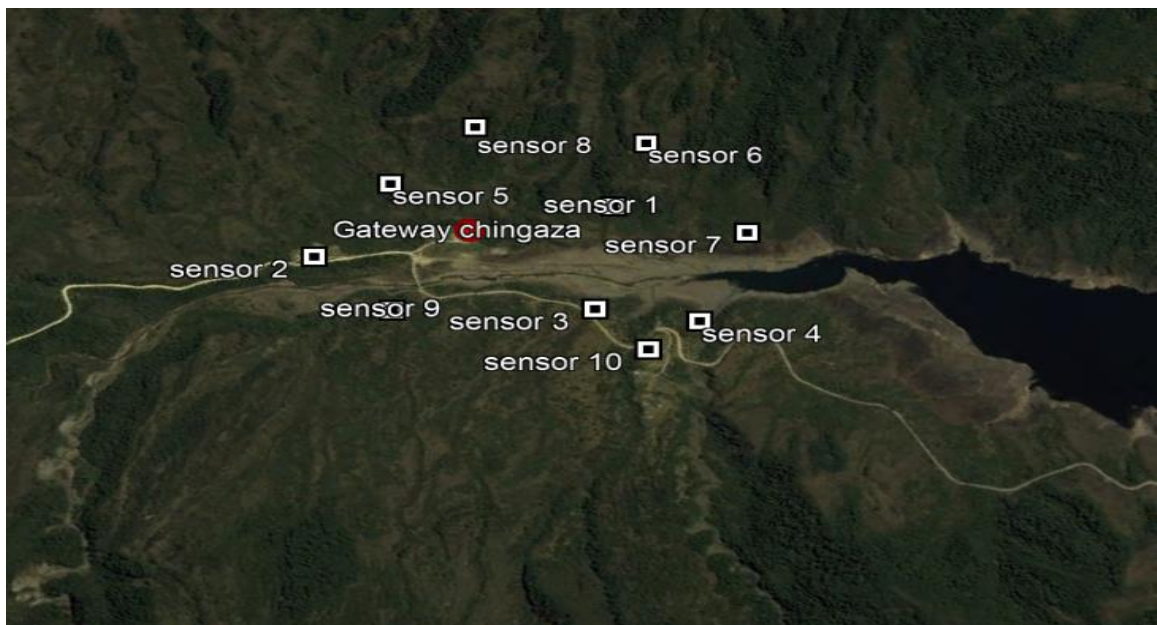 sensor 8
sensor 6
sensor 5
sensor 1
Gateway chingaza
sensor 7
sensor 2
sensor 9
sensor 3
sensor 4
sensor 10